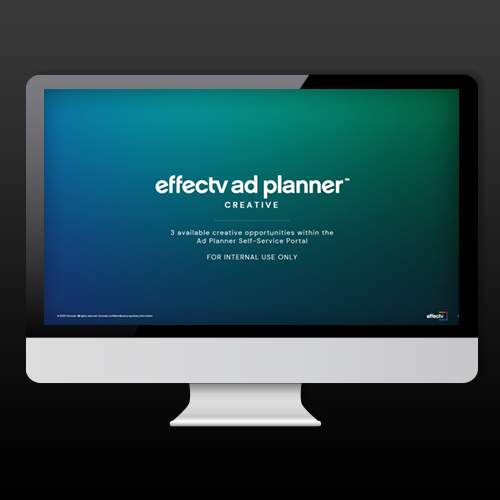 effectv ad planner™
CREATIVE
3 available creative opportunities within the
Ad Planner Self-Service Portal
FOR INTERNAL USE ONLY
effectv